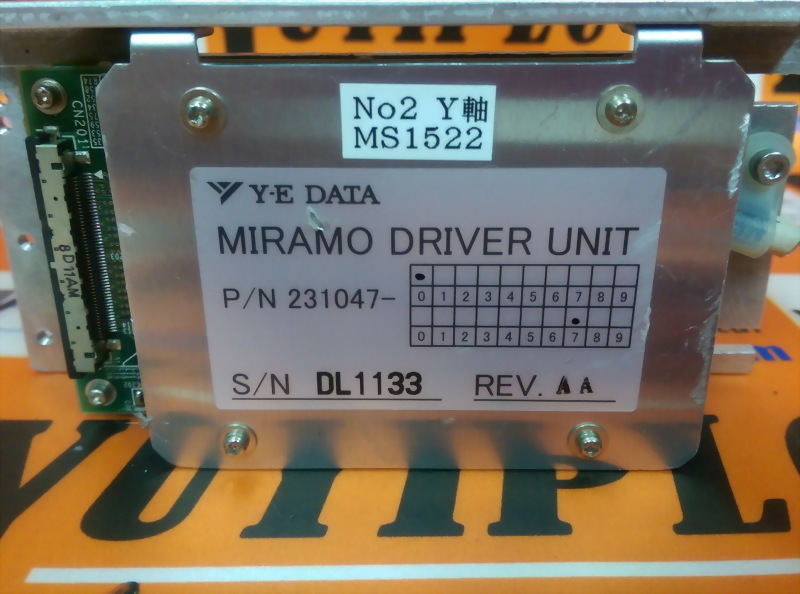 CN201
8D11AM
No2 Y軸
MS1522
Y-E DATA
MIRAMO DRIVER UNIT
P/N 231047-
0 1 2 3 4 5 6 7 8 9
0 1 2 3 4 5 6 7 8 9
S/N DL1133 REV. AA